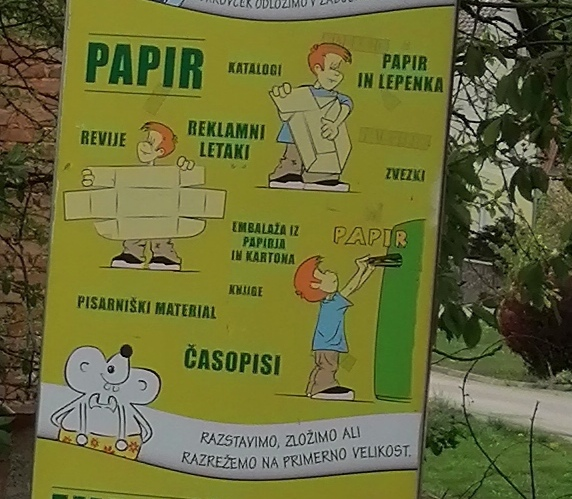 ODLOŽIMO V
PAPIR
KATALOGI
PAPIR
IN LEPENKA
REVIJE
REKLAMNI
LETAKI
ZVEZKI
EMBALAŽA IZ
PAPIRJA
IN KARTONA
PAPIR
KNJIGE
PISARNIŠKI MATERIAL
ČASOPISI
RAZSTAVIMO, ZLOŽIMO ALI
RAZREŽEMO NA PRIMERNO VELIKOST.